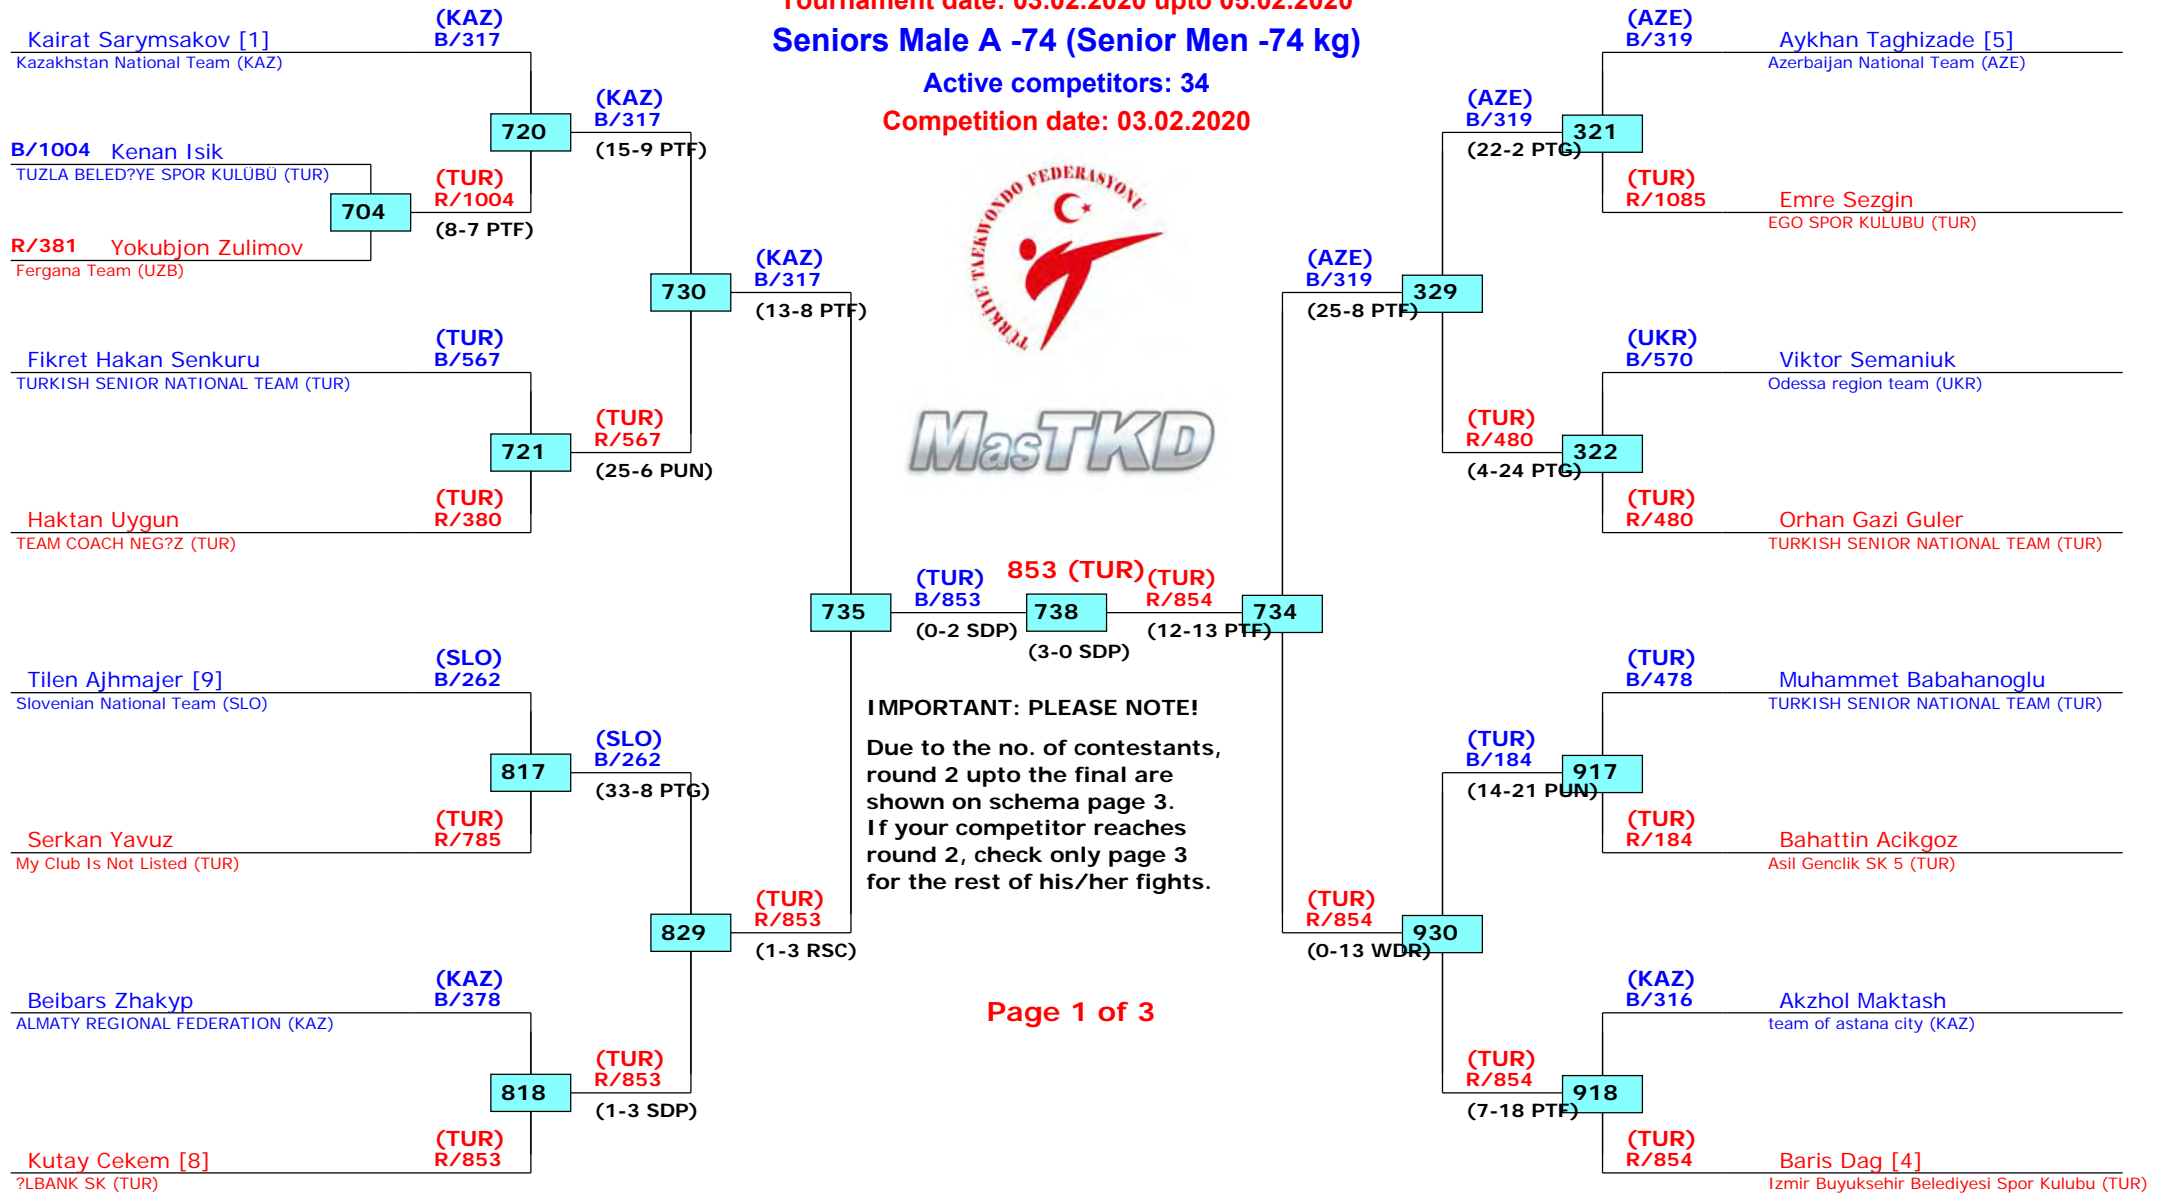 Tournament date: 03.02.2020 upto 05.02.2020
Seniors Male A -74 (Senior Men -74 kg)
Active competitors: 34
Competition date: 03.02.2020
TÜRKİYE TAEKWONDO FEDERASYONU
MasTKD
Kairat Sarymsakov [1]
Kazakhstan National Team (KAZ)
(KAZ)
B/317
B/1004 Kenan Isik
TUZLA BELED?YE SPOR KULÜBÜ (TUR)
704
R/381 Yokubjon Zulimov
Fergana Team (UZB)
(TUR)
R/1004
(8-7 PTF)
720
(KAZ)
B/317
(15-9 PTF)
Fikret Hakan Senkuru
TURKISH SENIOR NATIONAL TEAM (TUR)
(TUR)
B/567
721
Haktan Uygun
TEAM COACH NEG?Z (TUR)
(TUR)
R/380
(TUR)
R/567
(25-6 PUN)
730
(KAZ)
B/317
(13-8 PTF)
Tilen Ajhmajer [9]
Slovenian National Team (SLO)
(SLO)
B/262
817
Serkan Yavuz
My Club Is Not Listed (TUR)
(TUR)
R/785
(SLO)
B/262
(33-8 PTG)
Beibars Zhakyp
ALMATY REGIONAL FEDERATION (KAZ)
(KAZ)
B/378
818
Kutay Cekem [8]
?LBANK SK (TUR)
(TUR)
R/853
(TUR)
R/853
(1-3 SDP)
829
(TUR)
R/853
(1-3 RSC)
735
(TUR)
B/853
(0-2 SDP)
853 (TUR)
738
(3-0 SDP)
(TUR)
R/854
(12-13 PTF)
734
IMPORTANT: PLEASE NOTE!
Due to the no. of contestants,
round 2 upto the final are
shown on schema page 3.
If your competitor reaches
round 2, check only page 3
for the rest of his/her fights.
Page 1 of 3
(AZE)
B/319
Aykhan Taghizade [5]
Azerbaijan National Team (AZE)
321
(TUR)
R/1085
Emre Sezgin
EGO SPOR KULUBU (TUR)
(AZE)
B/319
(22-2 PTG)
(UKR)
B/570
Viktor Semaniuk
Odessa region team (UKR)
322
(TUR)
R/480
Orhan Gazi Guler
TURKISH SENIOR NATIONAL TEAM (TUR)
(TUR)
R/480
(4-24 PTG)
329
(AZE)
B/319
(25-8 PTF)
(TUR)
B/478
Muhammet Babahanoglu
TURKISH SENIOR NATIONAL TEAM (TUR)
917
(TUR)
R/184
Bahattin Acikgoz
Asil Genclik SK 5 (TUR)
(TUR)
B/184
(14-21 PUN)
(KAZ)
B/316
Akzhol Maktash
team of astana city (KAZ)
918
(TUR)
R/854
Baris Dag [4]
Izmir Buyuksehir Belediyesi Spor Kulubu (TUR)
(TUR)
R/854
(7-18 PTF)
930
(TUR)
R/854
(0-13 WDR)